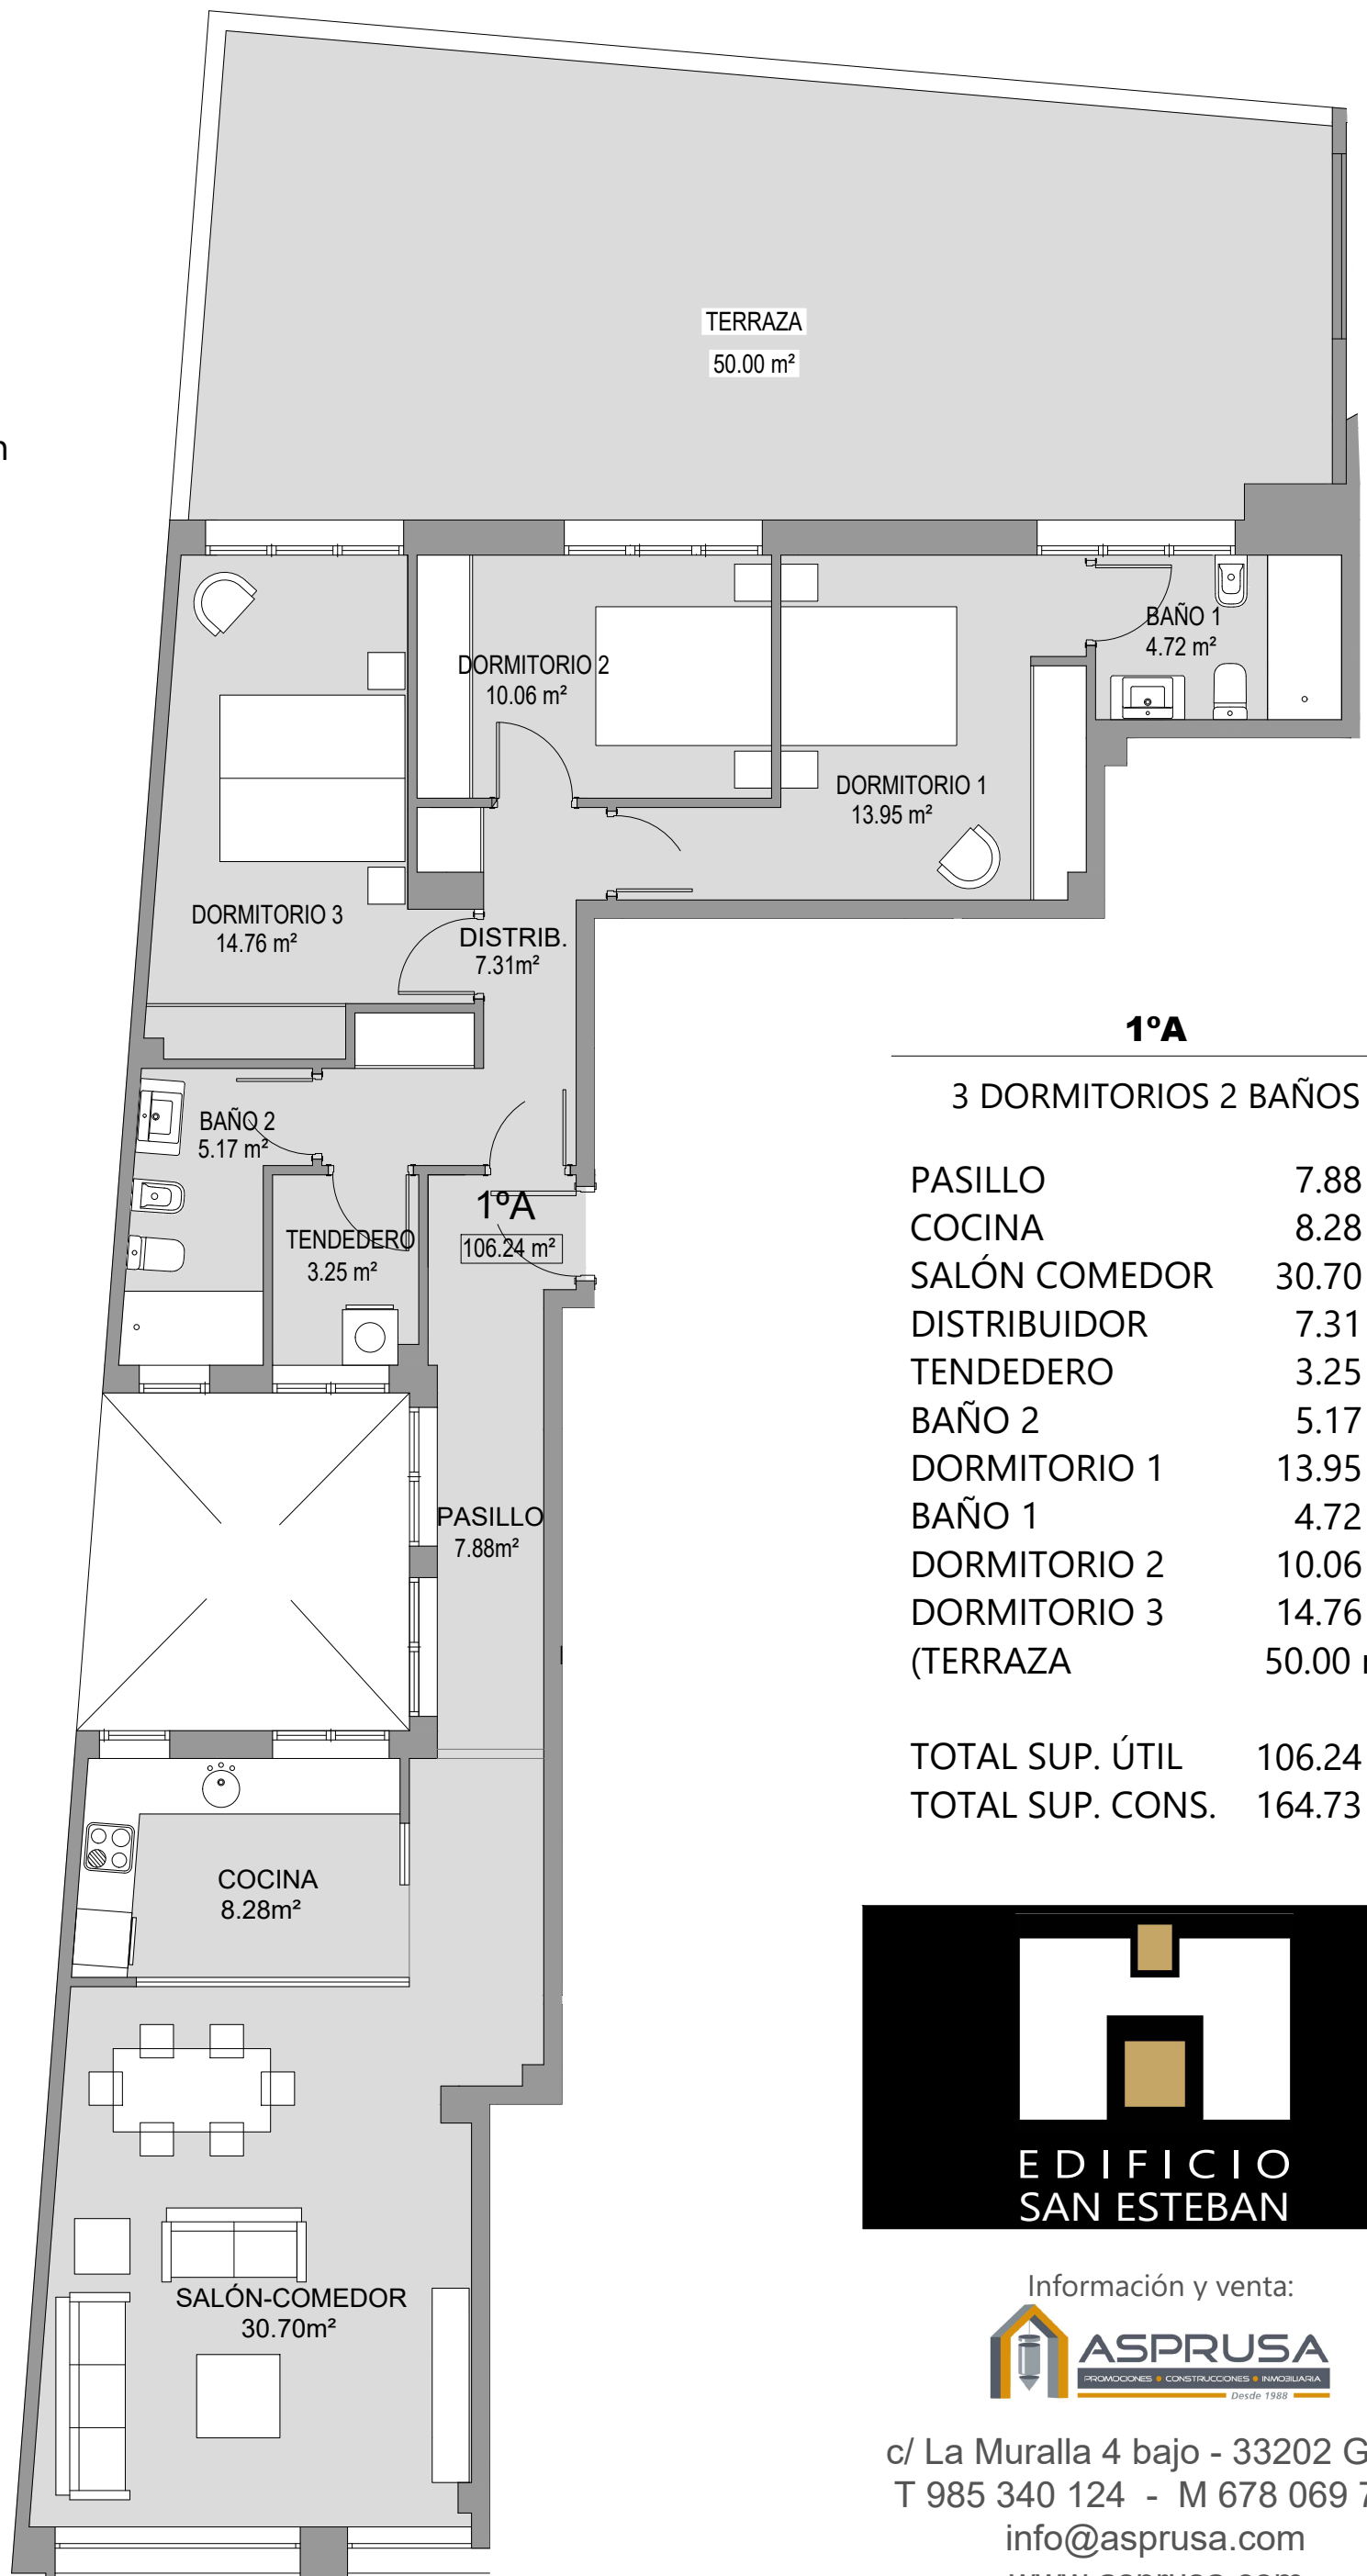 TERRAZA
50.00 m²
BAÑO 1
4.72 m²
DORMITORIO 2
10.06 m²
DORMITORIO 1
13.95 m²
DORMITORIO 3
14.76 m²
DISTRIB.
7.31m²
BAÑO 2
5.17 m²
TENDEDERO
3.25 m²
1ºA
106.24 m²
PASILLO
7.88m²
COCINA
8.28m²
SALÓN-COMEDOR
30.70m²
1ºA
3 DORMITORIOS 2 BAÑOS
PASILLO 7.88
COCINA 8.28
SALÓN COMEDOR 30.70
DISTRIBUIDOR 7.31
TENDEDERO 3.25
BAÑO 2 5.17
DORMITORIO 1 13.95
BAÑO 1 4.72
DORMITORIO 2 10.06
DORMITORIO 3 14.76
(TERRAZA 50.00
TOTAL SUP. ÚTIL 106.24
TOTAL SUP. CONS. 164.73
EDIFICIO
SAN ESTEBAN
Información y venta:
ASPRUSA
PROMOCIONES • CONSTRUCCIONES • INMOBILIARIA
Desde 1988
c/ La Muralla 4 bajo - 33202 G
T 985 340 124 - M 678 069 7
info@asprusa.com
www.asprusa.com